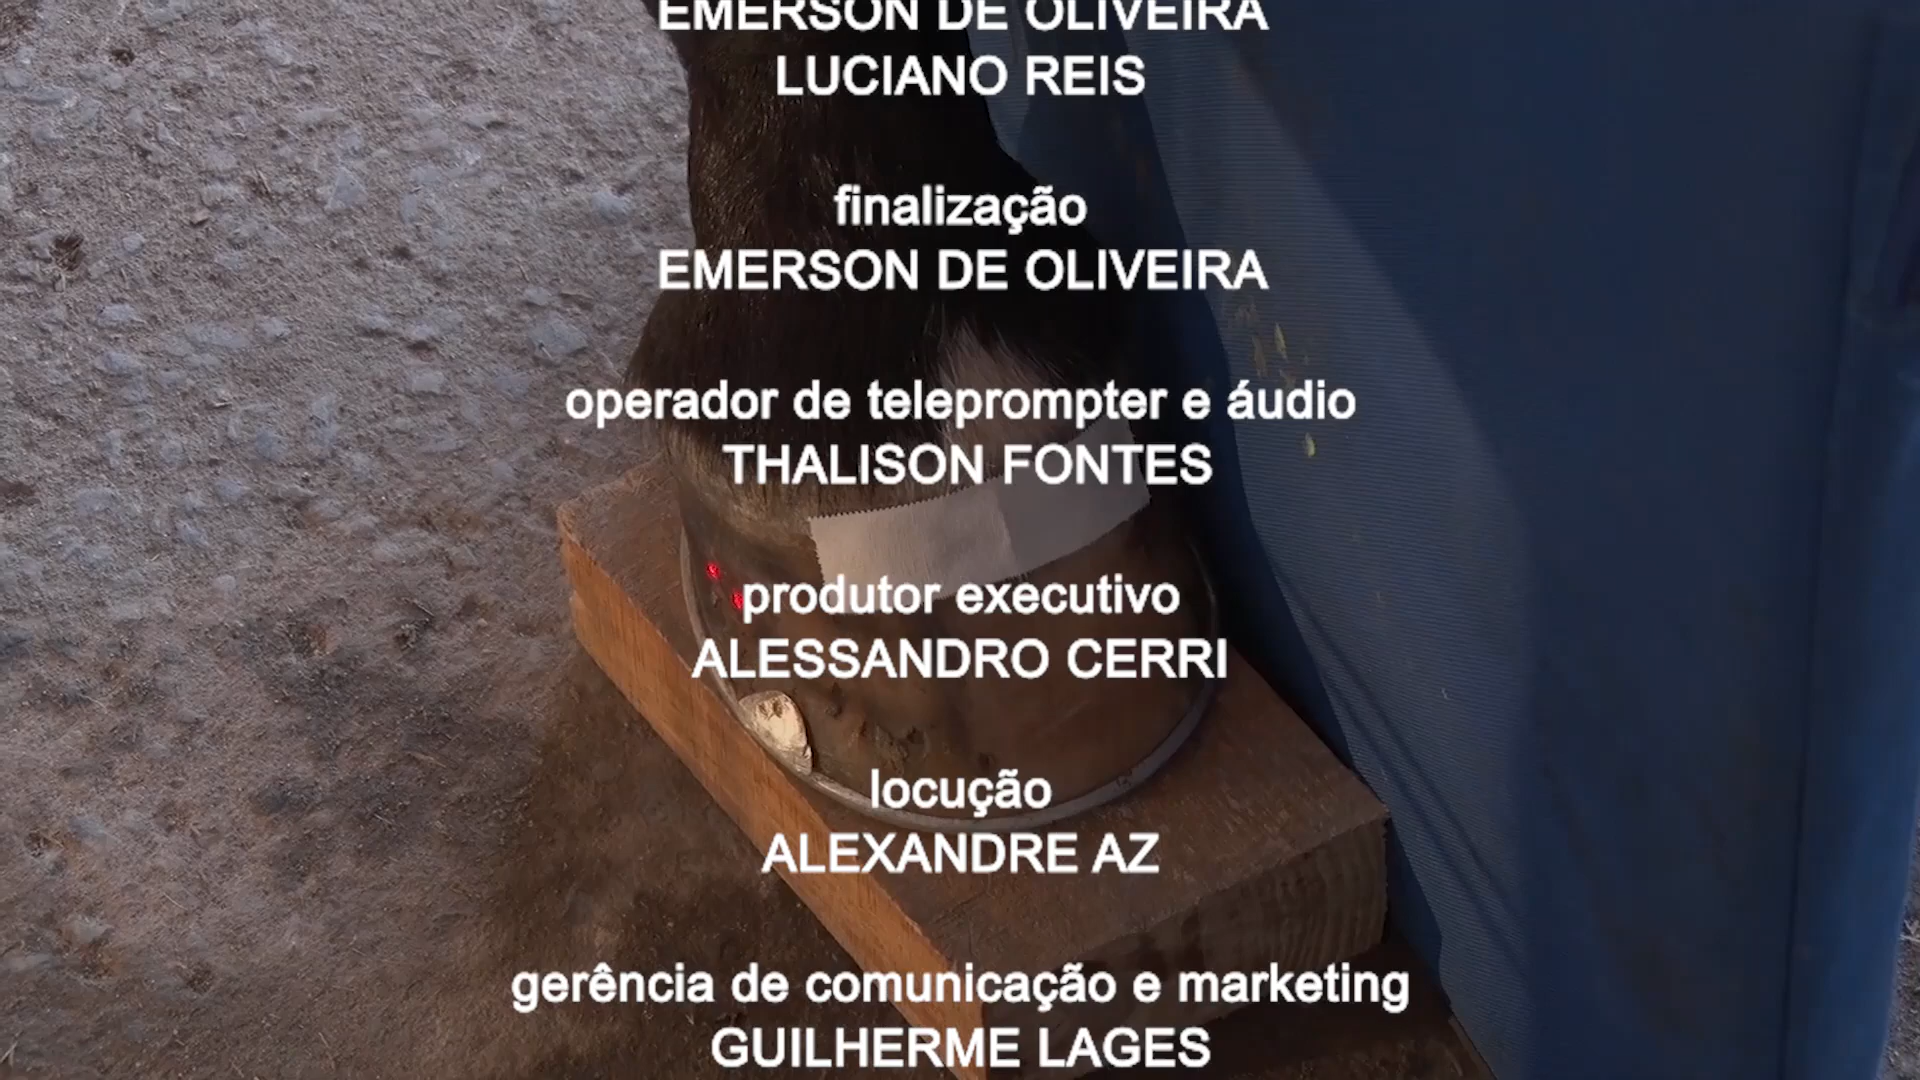 EMERSON DE OLIVEIRA
LUCIANO REIS
finalização
EMERSON DE OLIVEIRA
operador de teleprompter e áudio
THALISON FONTES
produtor executivo
ALESSANDRO CERRI
locução
ALEXANDRE AZ
gerência de comunicação e marketing
GUILHERME LAGES